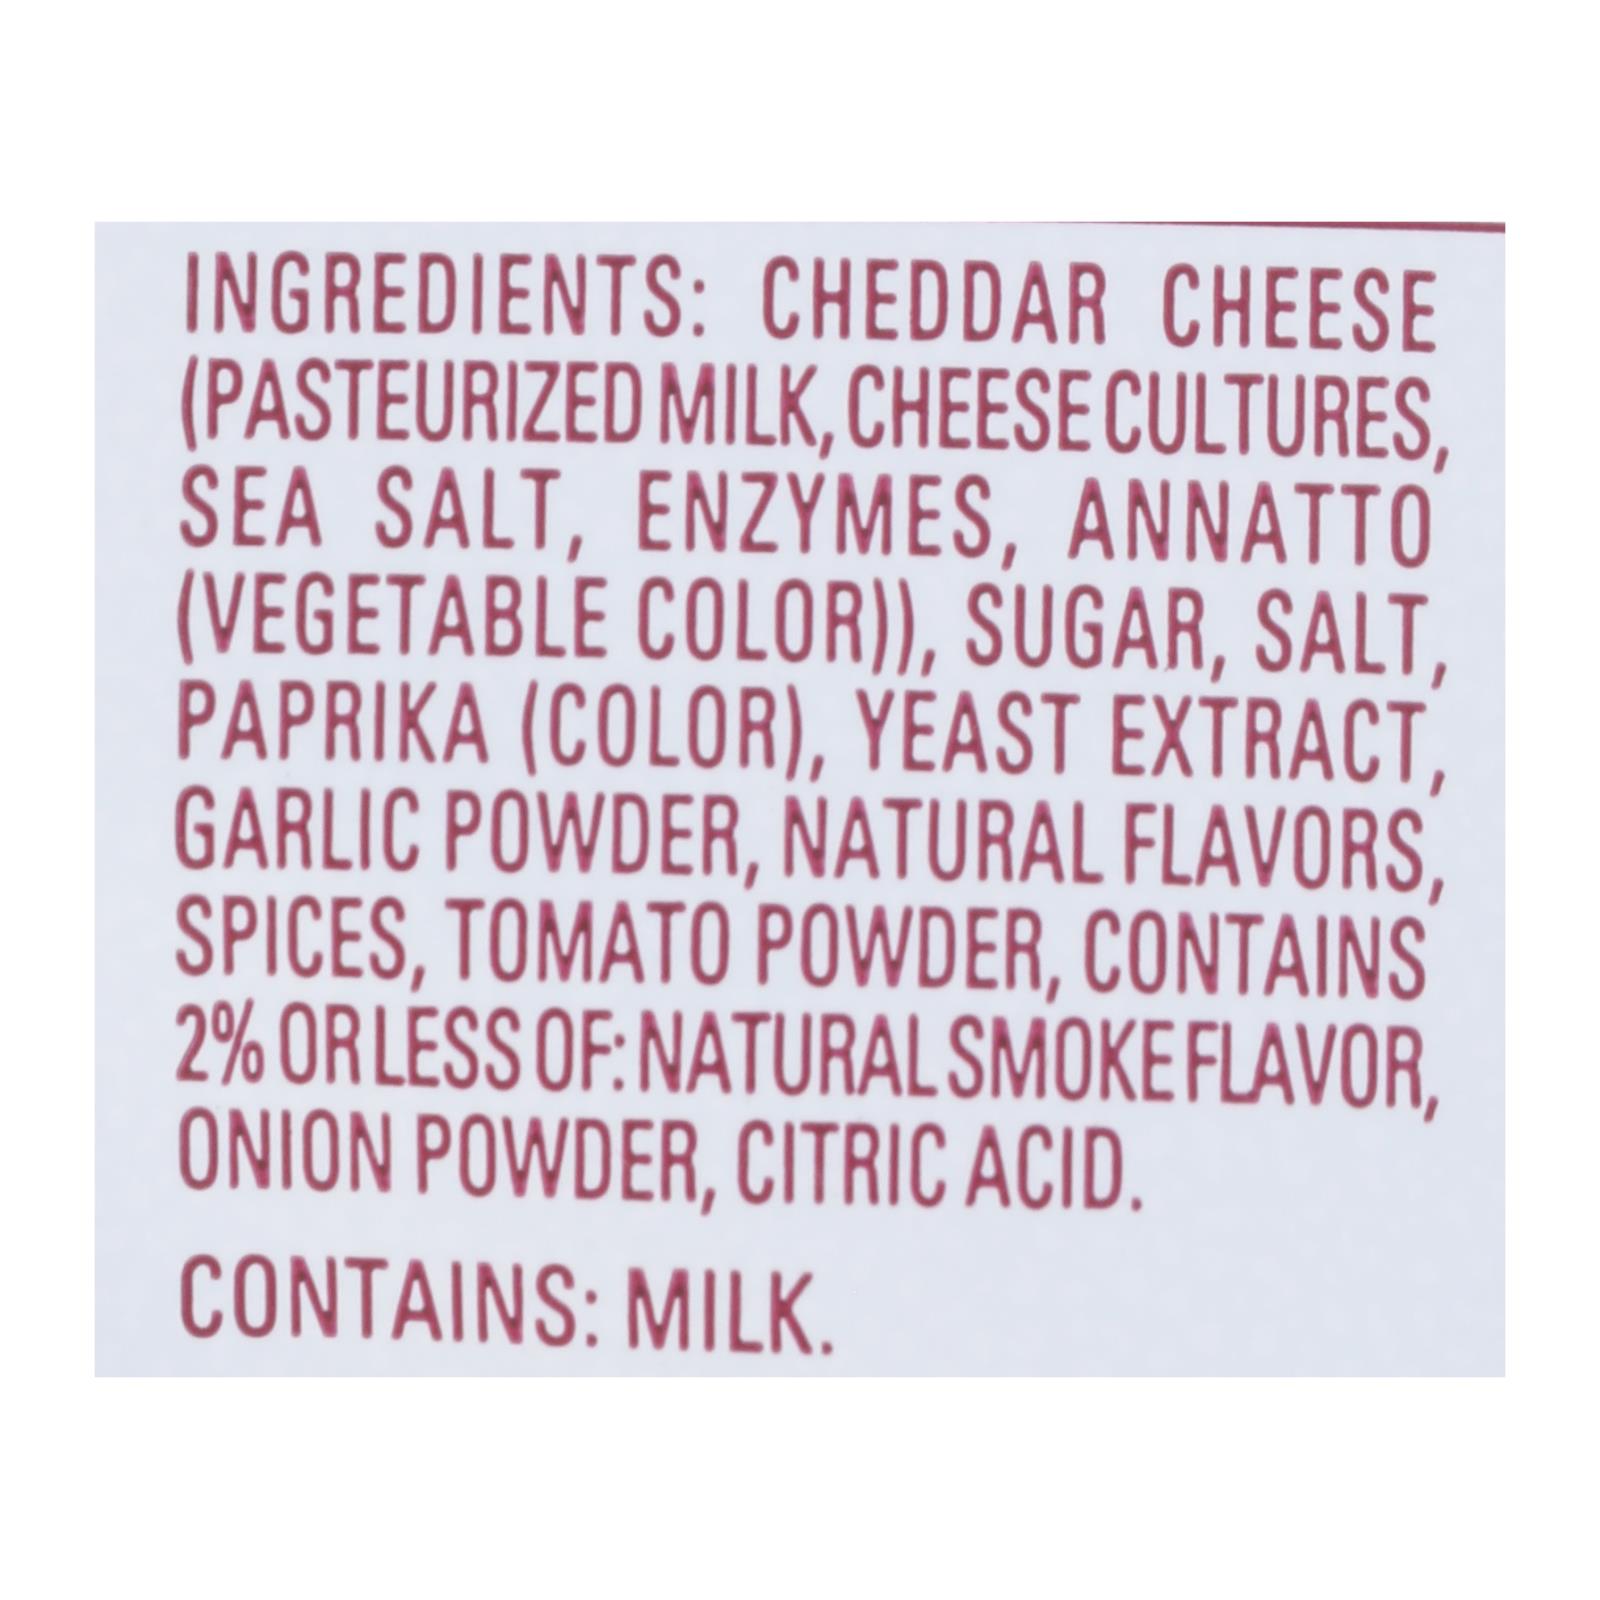 INGREDIENTS: CHEDDAR CHEESE
(PASTEURIZED MILK, CHEESE CULTURES,
SEA SALT, ENZYMES, ANNATTO
(VEGETABLE COLOR)), SUGAR, SALT,
PAPRIKA (COLOR), YEAST EXTRACT,
GARLIC POWDER, NATURAL FLAVORS,
SPICES, TOMATO POWDER, CONTAINS
2% OR LESS OF: NATURAL SMOKE FLAVOR,
ONION POWDER, CITRIC ACID.
CONTAINS: MILK.